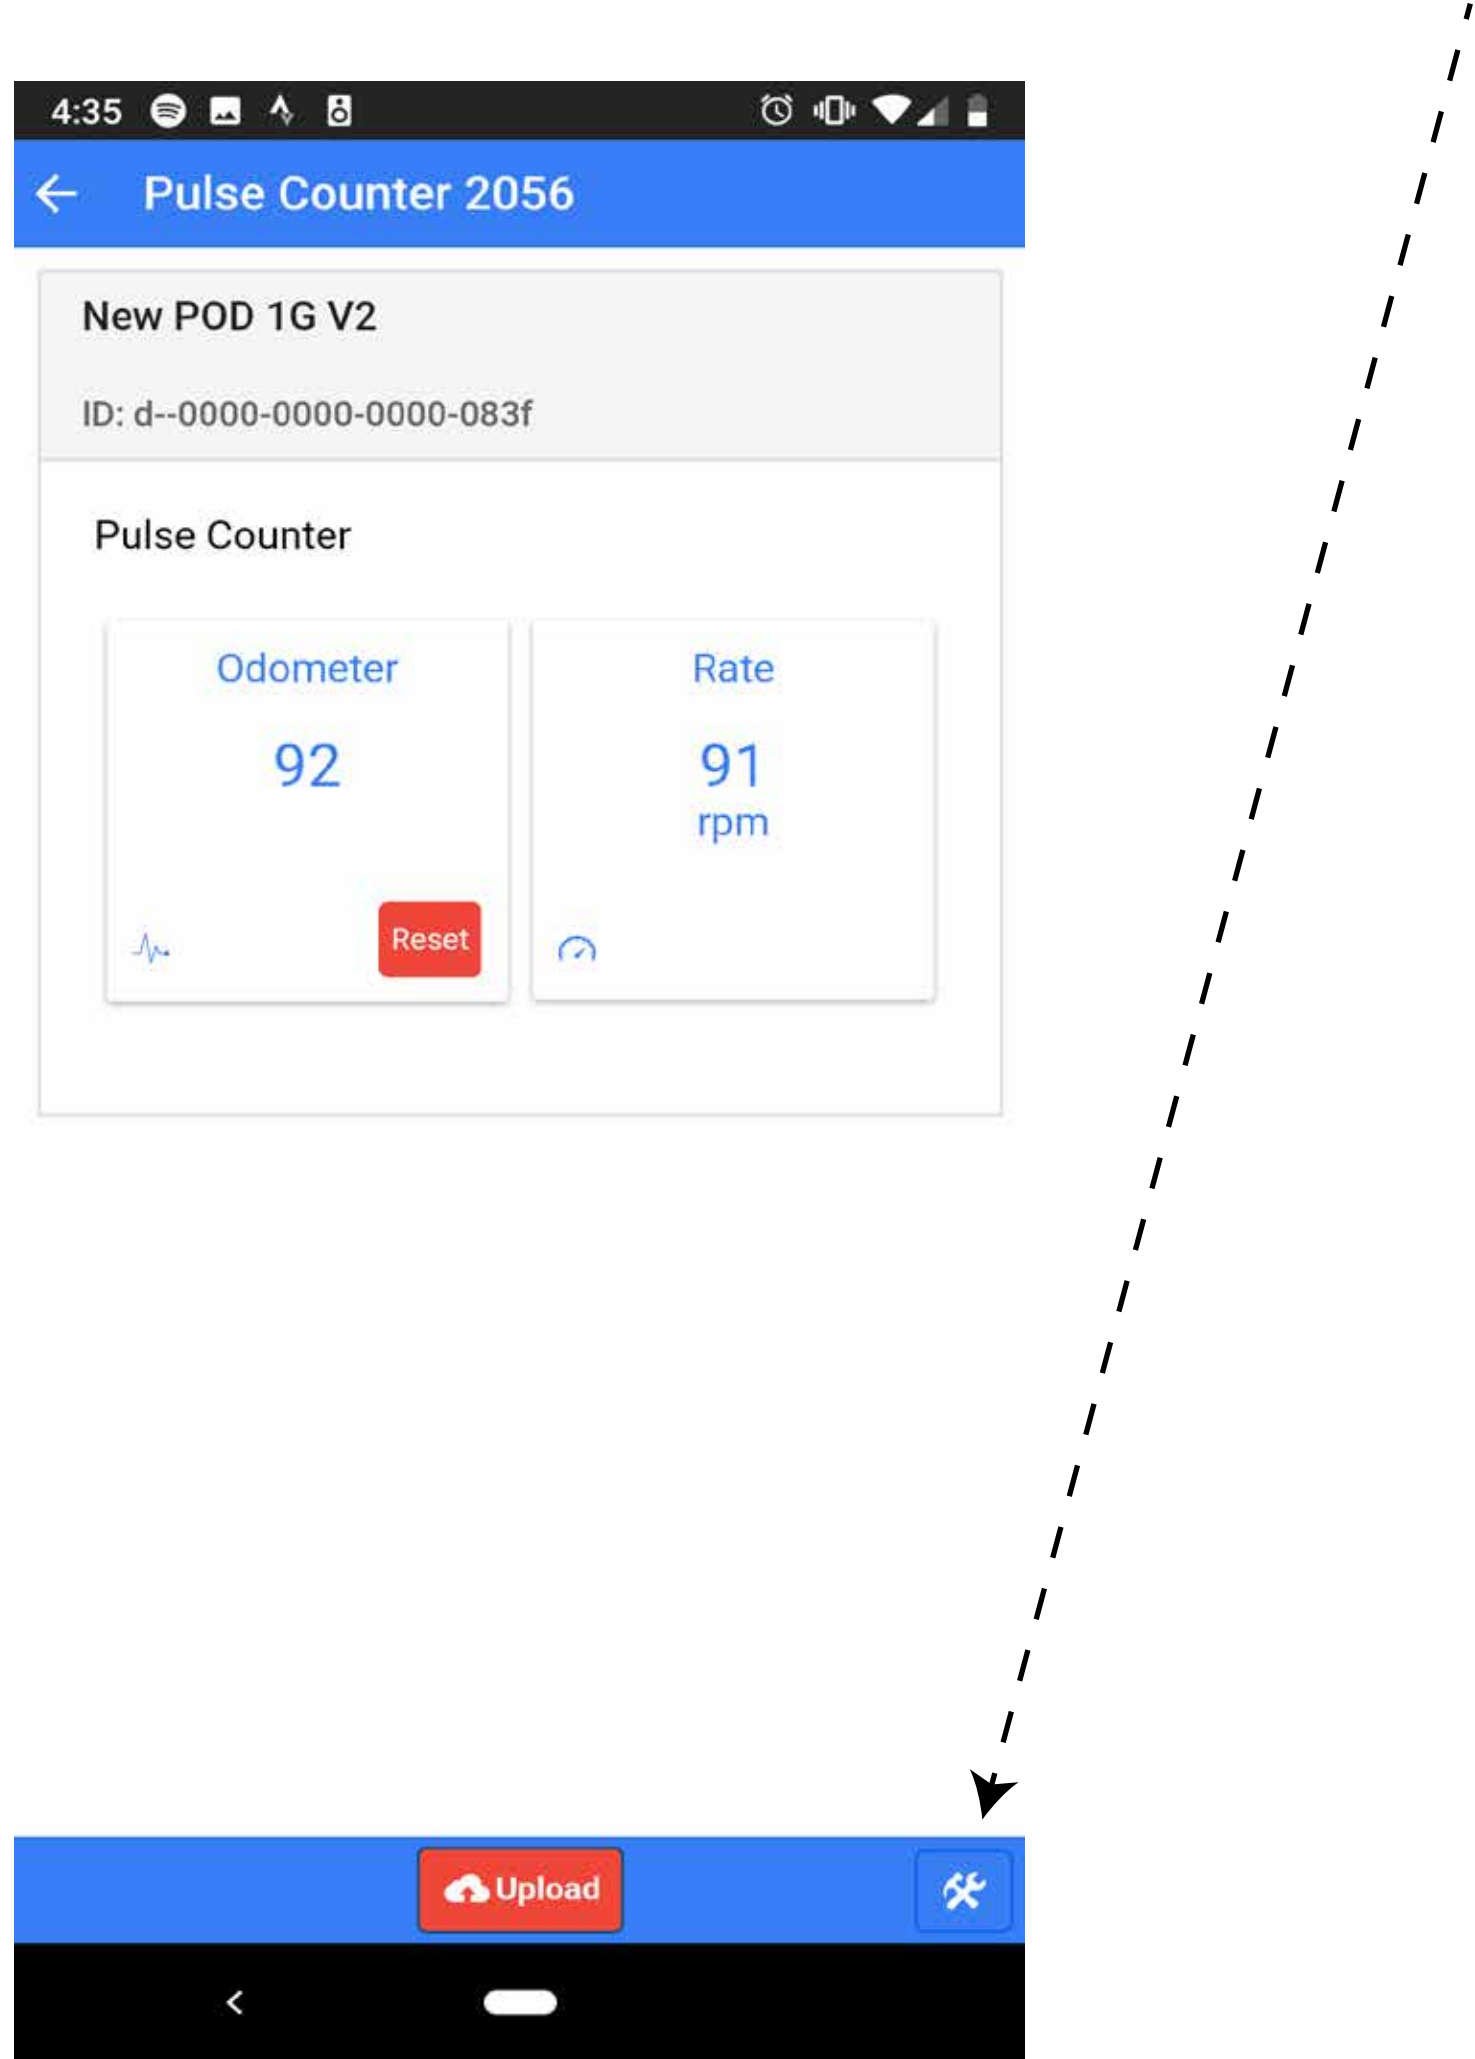 4:35
Pulse Counter 2056
New POD 1G V2
ID: d--0000-0000-0000-083f
Pulse Counter
Odometer
92
Reset
Rate
91
rpm
Upload